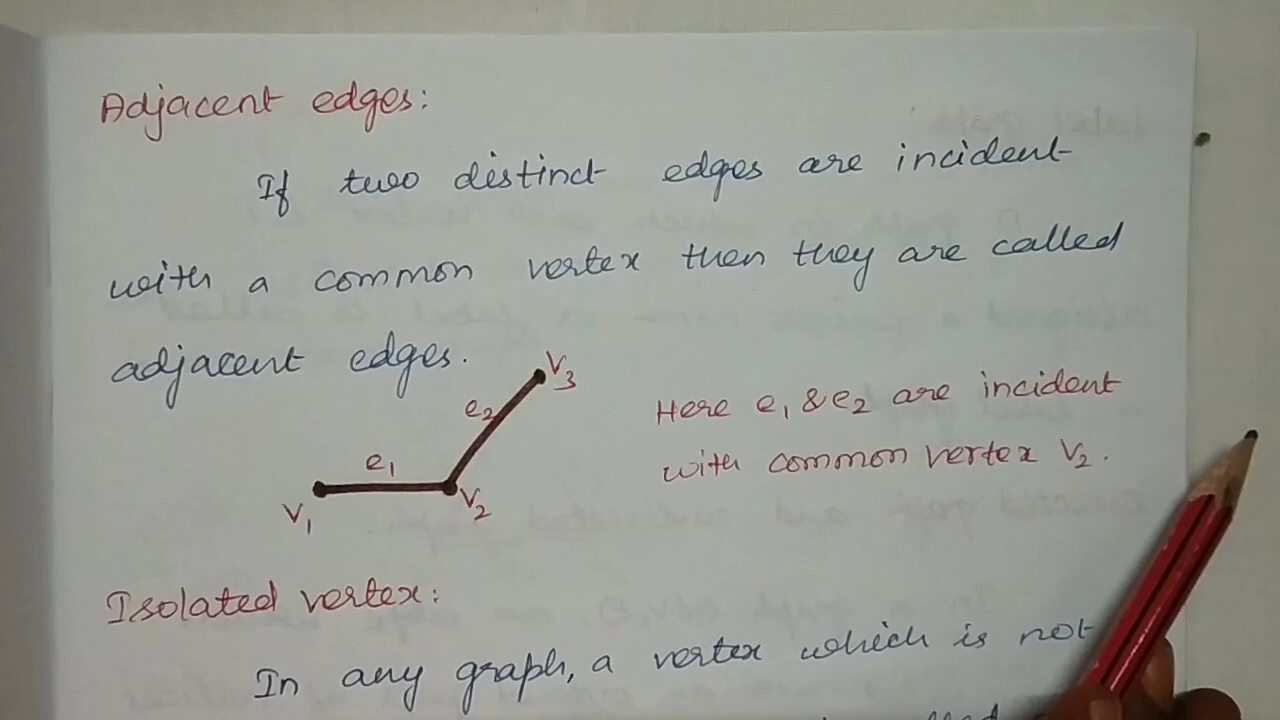 Adjacent edges:
If two distinct edges are incident
with a common vertex then they are called
adjacent edges.
V3
e2
e1
V1
V2
Here e1 & e2 are incident
with common vertex V2.
Isolated vertex:
In any graph, a vertex which is not